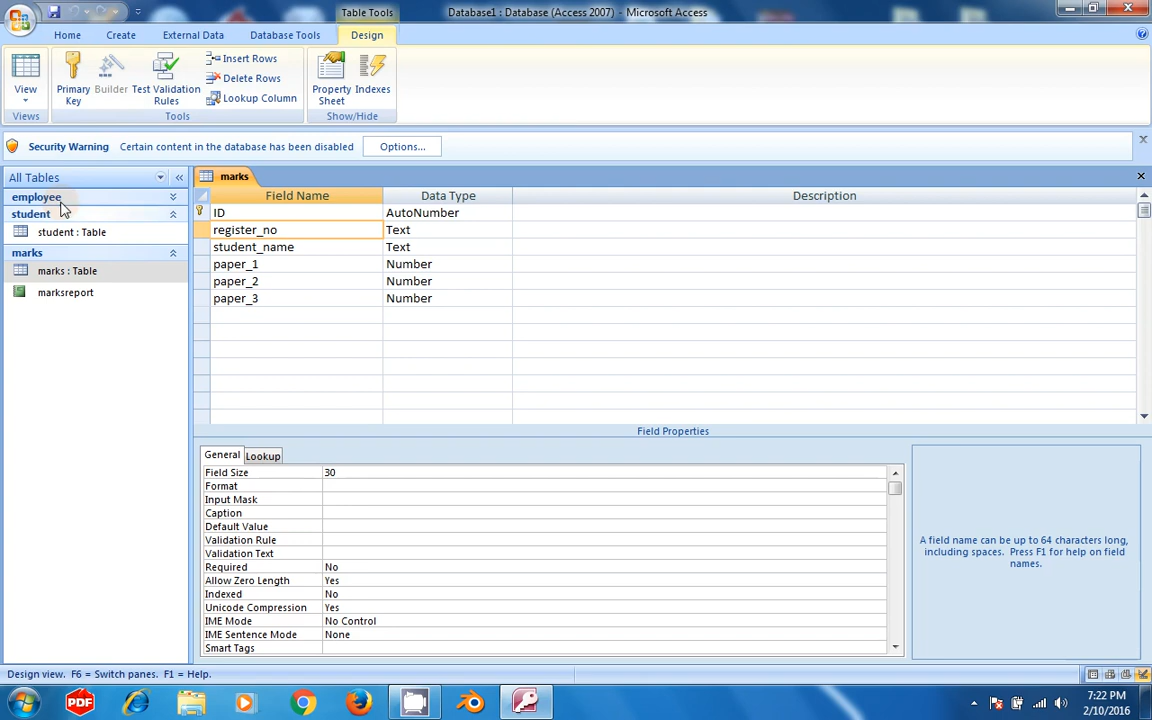 Table Tools
Database1 : Database (Access 2007) - Microsoft Access
Home
Create
External Data
Database Tools
Design
View
Primary Key
Builder
Test Validation Rules
Insert Rows
Delete Rows
Lookup Column
Property Sheet
Indexes
Views
Tools
Show/Hide
Security Warning
Certain content in the database has been disabled
Options...
All Tables
employee
student
student : Table
marks
marks : Table
marksreport
marks
Field Name Data Type Description
ID AutoNumber
register_no Text
student_name Text
paper_1 Number
paper_2 Number
paper_3 Number
Field Properties
General Lookup
Field Size 30
Format
Input Mask
Caption
Default Value
Validation Rule
Validation Text
Required No
Allow Zero Length Yes
Indexed No
Unicode Compression Yes
IME Mode No Control
IME Sentence Mode None
Smart Tags
A field name can be up to 64 characters long,
including spaces. Press F1 for help on field
names.
Design view. F6 = Switch panes. F1 = Help.
PDF
7:22 PM
2/10/2016